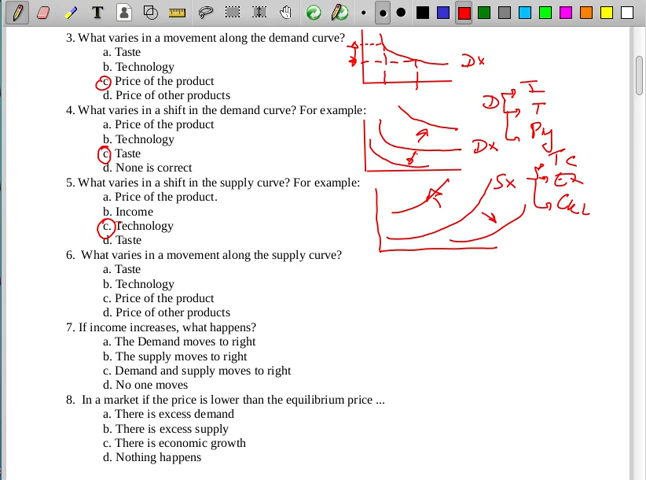 3. What varies in a movement along the demand curve?
a. Taste
b. Technology
c. Price of the product
d. Price of other products
Dx
4. What varies in a shift in the demand curve? For example:
a. Price of the product
b. Technology
c. Taste
d. None is correct
Dx
D
I
T
Py
5. What varies in a shift in the supply curve? For example:
a. Price of the product.
b. Income
c. Technology
d. Taste
Sx
6. What varies in a movement along the supply curve?
a. Taste
b. Technology
c. Price of the product
d. Price of other products
7. If income increases, what happens?
a. The Demand moves to right
b. The supply moves to right
c. Demand and supply moves to right
d. No one moves
8. In a market if the price is lower than the equilibrium price ...
a. There is excess demand
b. There is excess supply
c. There is economic growth
d. Nothing happens